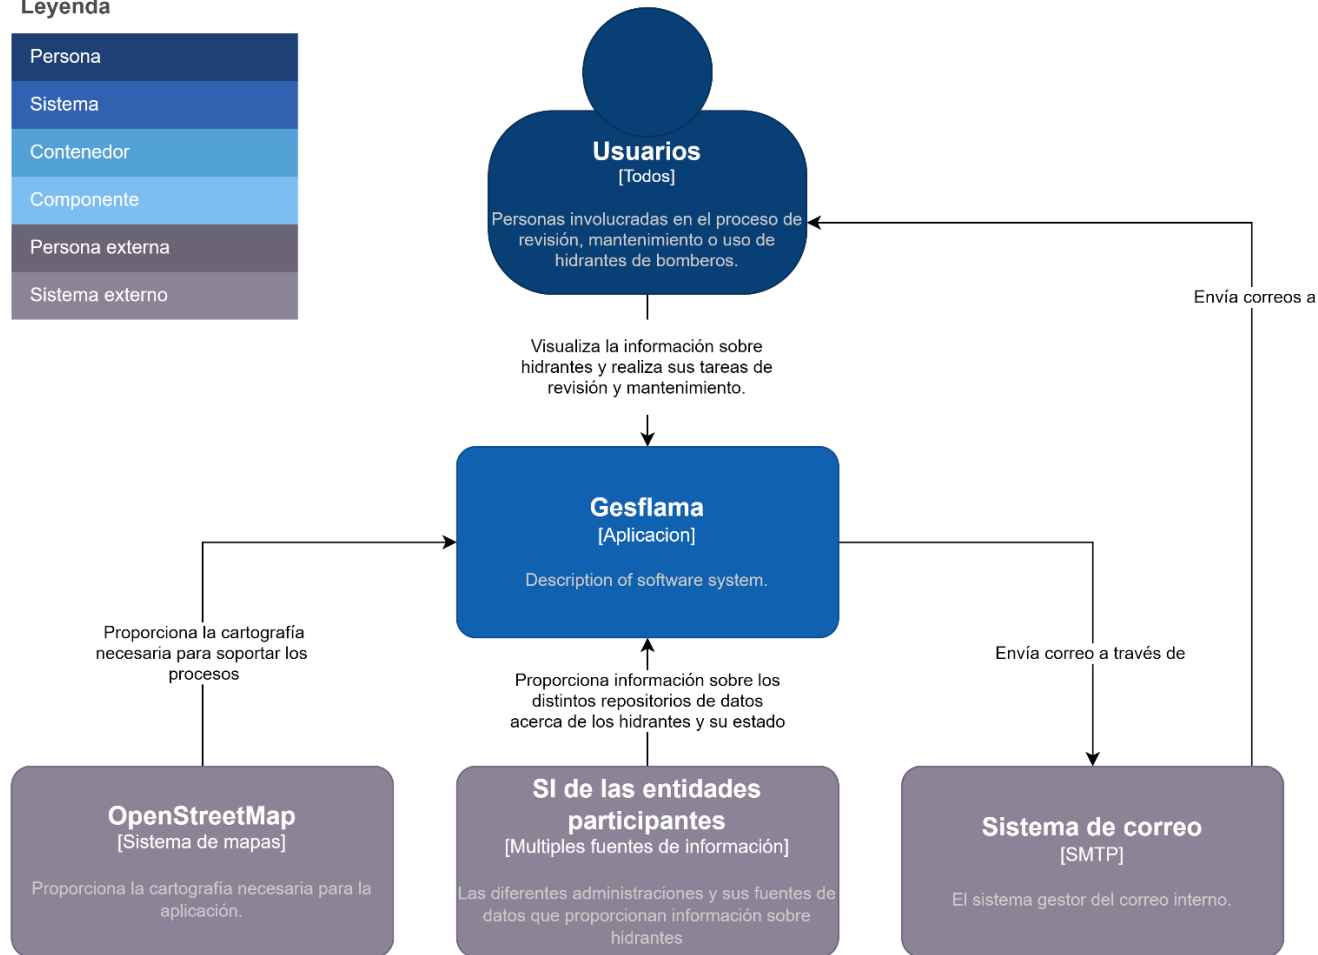 Leyenda
Persona
Sistema
Contenedor
Componente
Persona externa
Sistema externo
Usuarios
[Todos]
Personas involucradas en el proceso de
revisión, mantenimiento o uso de
hidrantes de bomberos.
Envía correos a
Visualiza la información sobre
hidrantes y realiza sus tareas de
revisión y mantenimiento.
Gesflama
[Aplicacion]
Description of software system.
Proporciona la cartografía
necesaria para soportar los
procesos
Proporciona información sobre los
distintos repositorios de datos
acerca de los hidrantes y su estado
Envía correo a través de
OpenStreetMap
[Sistema de mapas]
Proporciona la cartografía necesaria para la
aplicación.
SI de las entidades
participantes
[Multiples fuentes de información]
Las diferentes administraciones y sus fuentes de
datos que proporcionan información sobre
hidrantes
Sistema de correo
[SMTP]
El sistema gestor del correo interno.